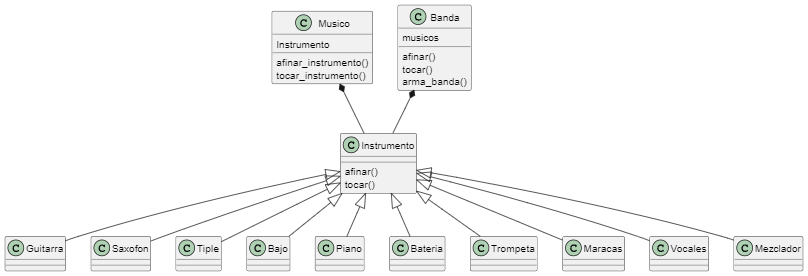 C Musico
Instrumento
afinar_instrumento()
tocar_instrumento()
C Banda
musicos
afinar()
tocar()
arma_banda()
C Instrumento
afinar()
tocar()
C Guitarra
C Saxofon
C Tiple
C Bajo
C Piano
C Bateria
C Trompeta
C Maracas
C Vocales
C Mezclador